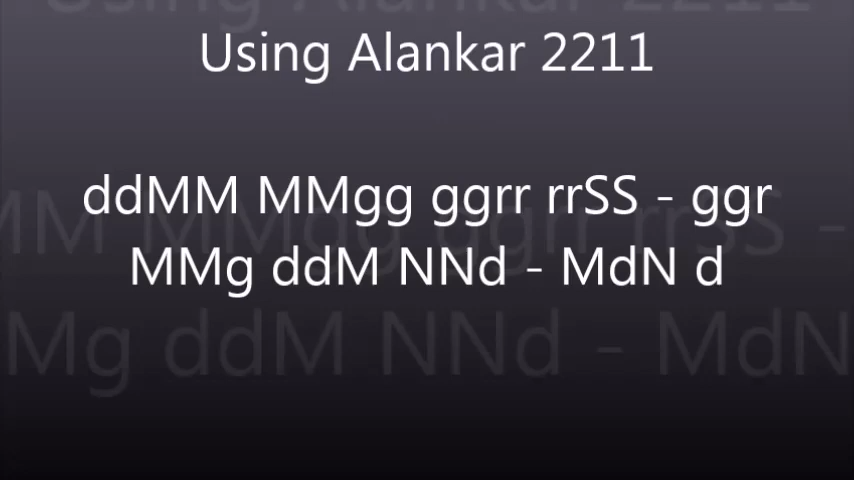 Using Alankar 2211
ddMM MMgg ggrr rrSS - ggr
MMg ddM NNd - MdN d